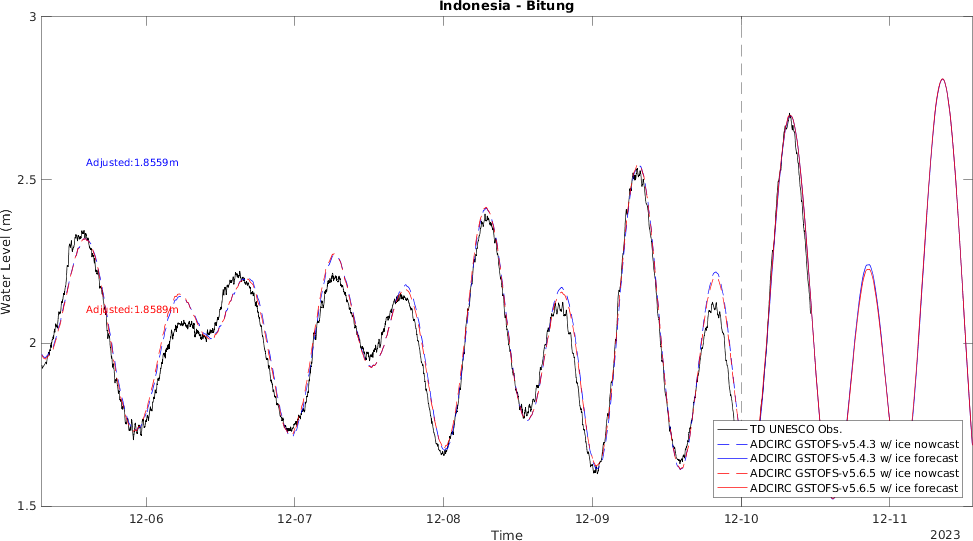 Indonesia - Bitung
3
2.5
2
1.5
Water Level (m)
Adjusted:1.8559m
Adjusted:1.8589m
TD UNESCO Obs.
ADCIRC GSTOFS-v5.4.3 w/ ice nowcast
ADCIRC GSTOFS-v5.4.3 w/ ice forecast
ADCIRC GSTOFS-v5.6.5 w/ ice nowcast
ADCIRC GSTOFS-v5.6.5 w/ ice forecast
12-06 12-07 12-08 12-09 12-10 12-11
Time
2023